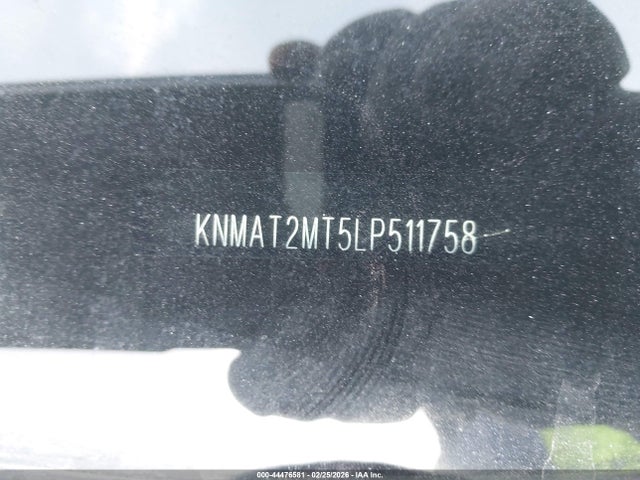 KNMAT2MT5LP511758
000-44476581 - 02/25/2026 - © IAA Inc.